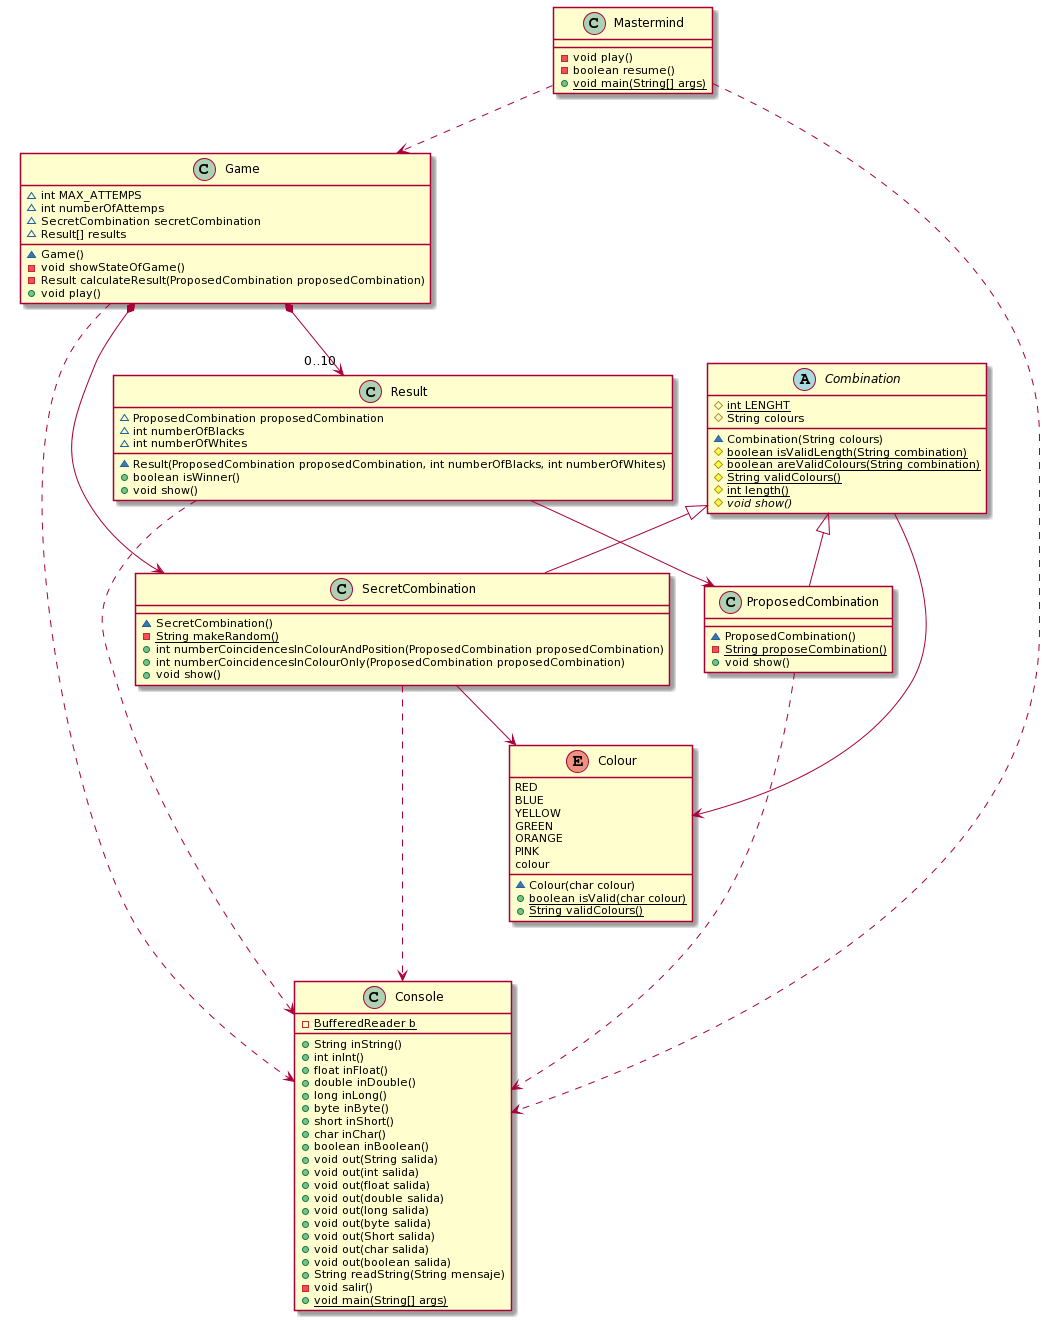 C Mastermind
void play()
boolean resume()
void main(String[] args)
C Game
int MAX_ATTEMPS
int numberOfAttemps
SecretCombination secretCombination
Result[] results
Game()
void showStateOfGame()
Result calculateResult(ProposedCombination proposedCombination)
void play()
0..10
C Result
ProposedCombination proposedCombination
int numberOfBlacks
int numberOfWhites
Result(ProposedCombination proposedCombination, int numberOfBlacks, int numberOfWhites)
boolean isWinner()
void show()
A Combination
int LENGHT
String colours
Combination(String colours)
boolean isValidLength(String combination)
boolean areValidColours(String combination)
String validColours()
int length()
void show()
C SecretCombination
SecretCombination()
String makeRandom()
int numberCoincidencesInColourAndPosition(ProposedCombination proposedCombination)
int numberCoincidencesInColourOnly(ProposedCombination proposedCombination)
void show()
C ProposedCombination
ProposedCombination()
String proposeCombination()
void show()
E Colour
RED
BLUE
YELLOW
GREEN
ORANGE
PINK
colour
Colour(char colour)
boolean isValid(char colour)
String validColours()
C Console
BufferedReader b
String inString()
int inInt()
float inFloat()
double inDouble()
long inLong()
byte inByte()
short inShort()
char inChar()
boolean inBoolean()
void out(String salida)
void out(int salida)
void out(float salida)
void out(double salida)
void out(long salida)
void out(byte salida)
void out(Short salida)
void out(char salida)
void out(boolean salida)
String readString(String mensaje)
void salir()
void main(String[] args)